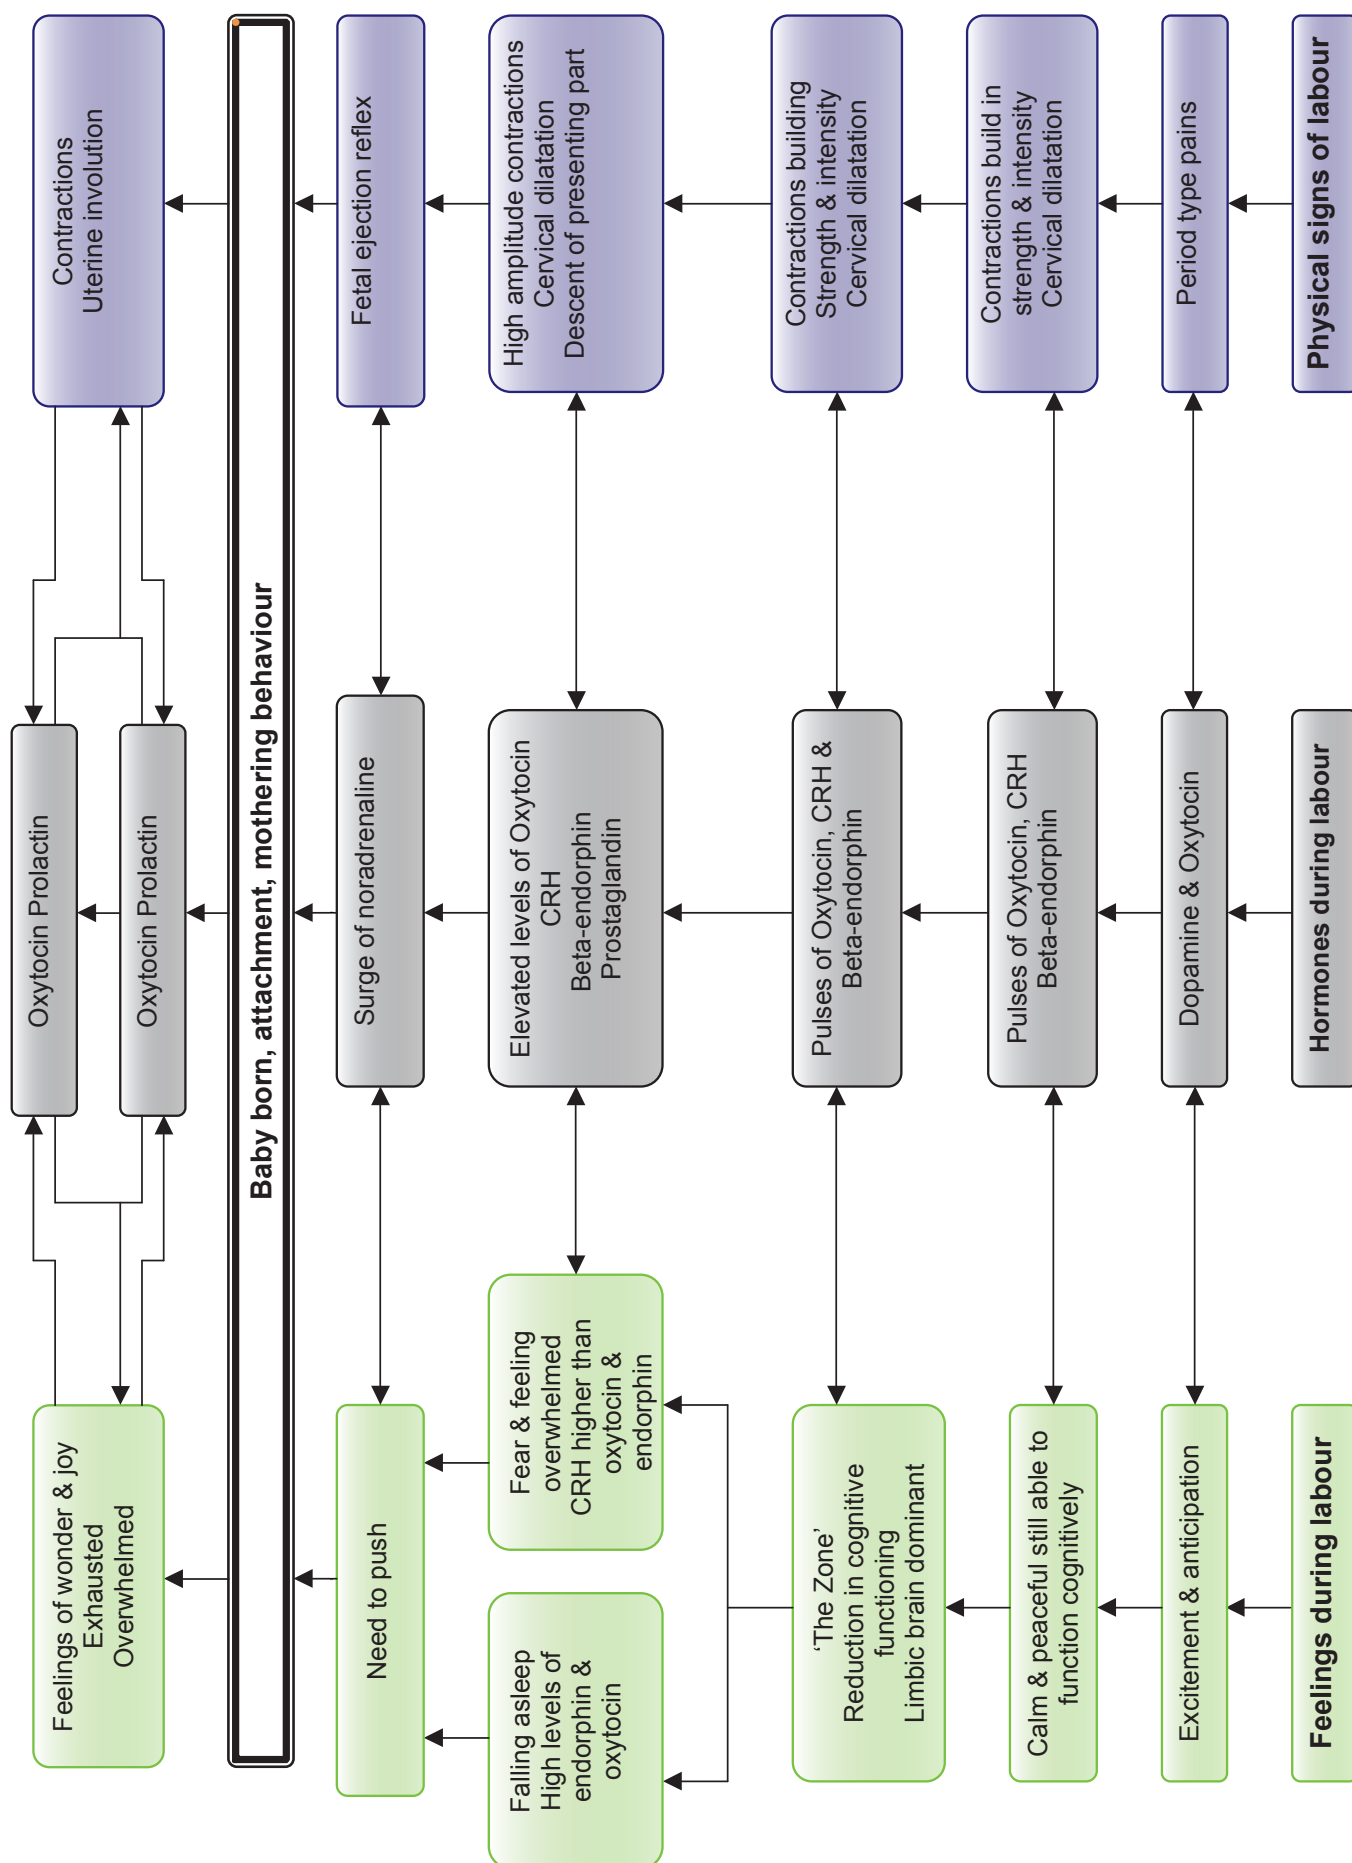 Feelings of wonder & joy
Exhausted
Overwhelmed
Oxytocin Prolactin
Oxytocin Prolactin
Contractions
Uterine involution
Baby born, attachment, mothering behaviour
Need to push
Surge of noradrenaline
Fetal ejection reflex
Falling asleep
High levels of
endorphin &
oxytocin
Fear & feeling
overwhelmed
CRH higher than
oxytocin &
endorphin
Elevated levels of Oxytocin
CRH
Beta-endorphin
Prostaglandin
High amplitude contractions
Cervical dilatation
Descent of presenting part
‘The Zone’
Reduction in cognitive
functioning
Limbic brain dominant
Pulses of Oxytocin, CRH &
Beta-endorphin
Contractions building
Strength & intensity
Cervical dilatation
Calm & peaceful still able to
function cognitively
Pulses of Oxytocin, CRH
Beta-endorphin
Contractions build in
strength & intensity
Cervical dilatation
Excitement & anticipation
Dopamine & Oxytocin
Period type pains
Feelings during labour
Hormones during labour
Physical signs of labour